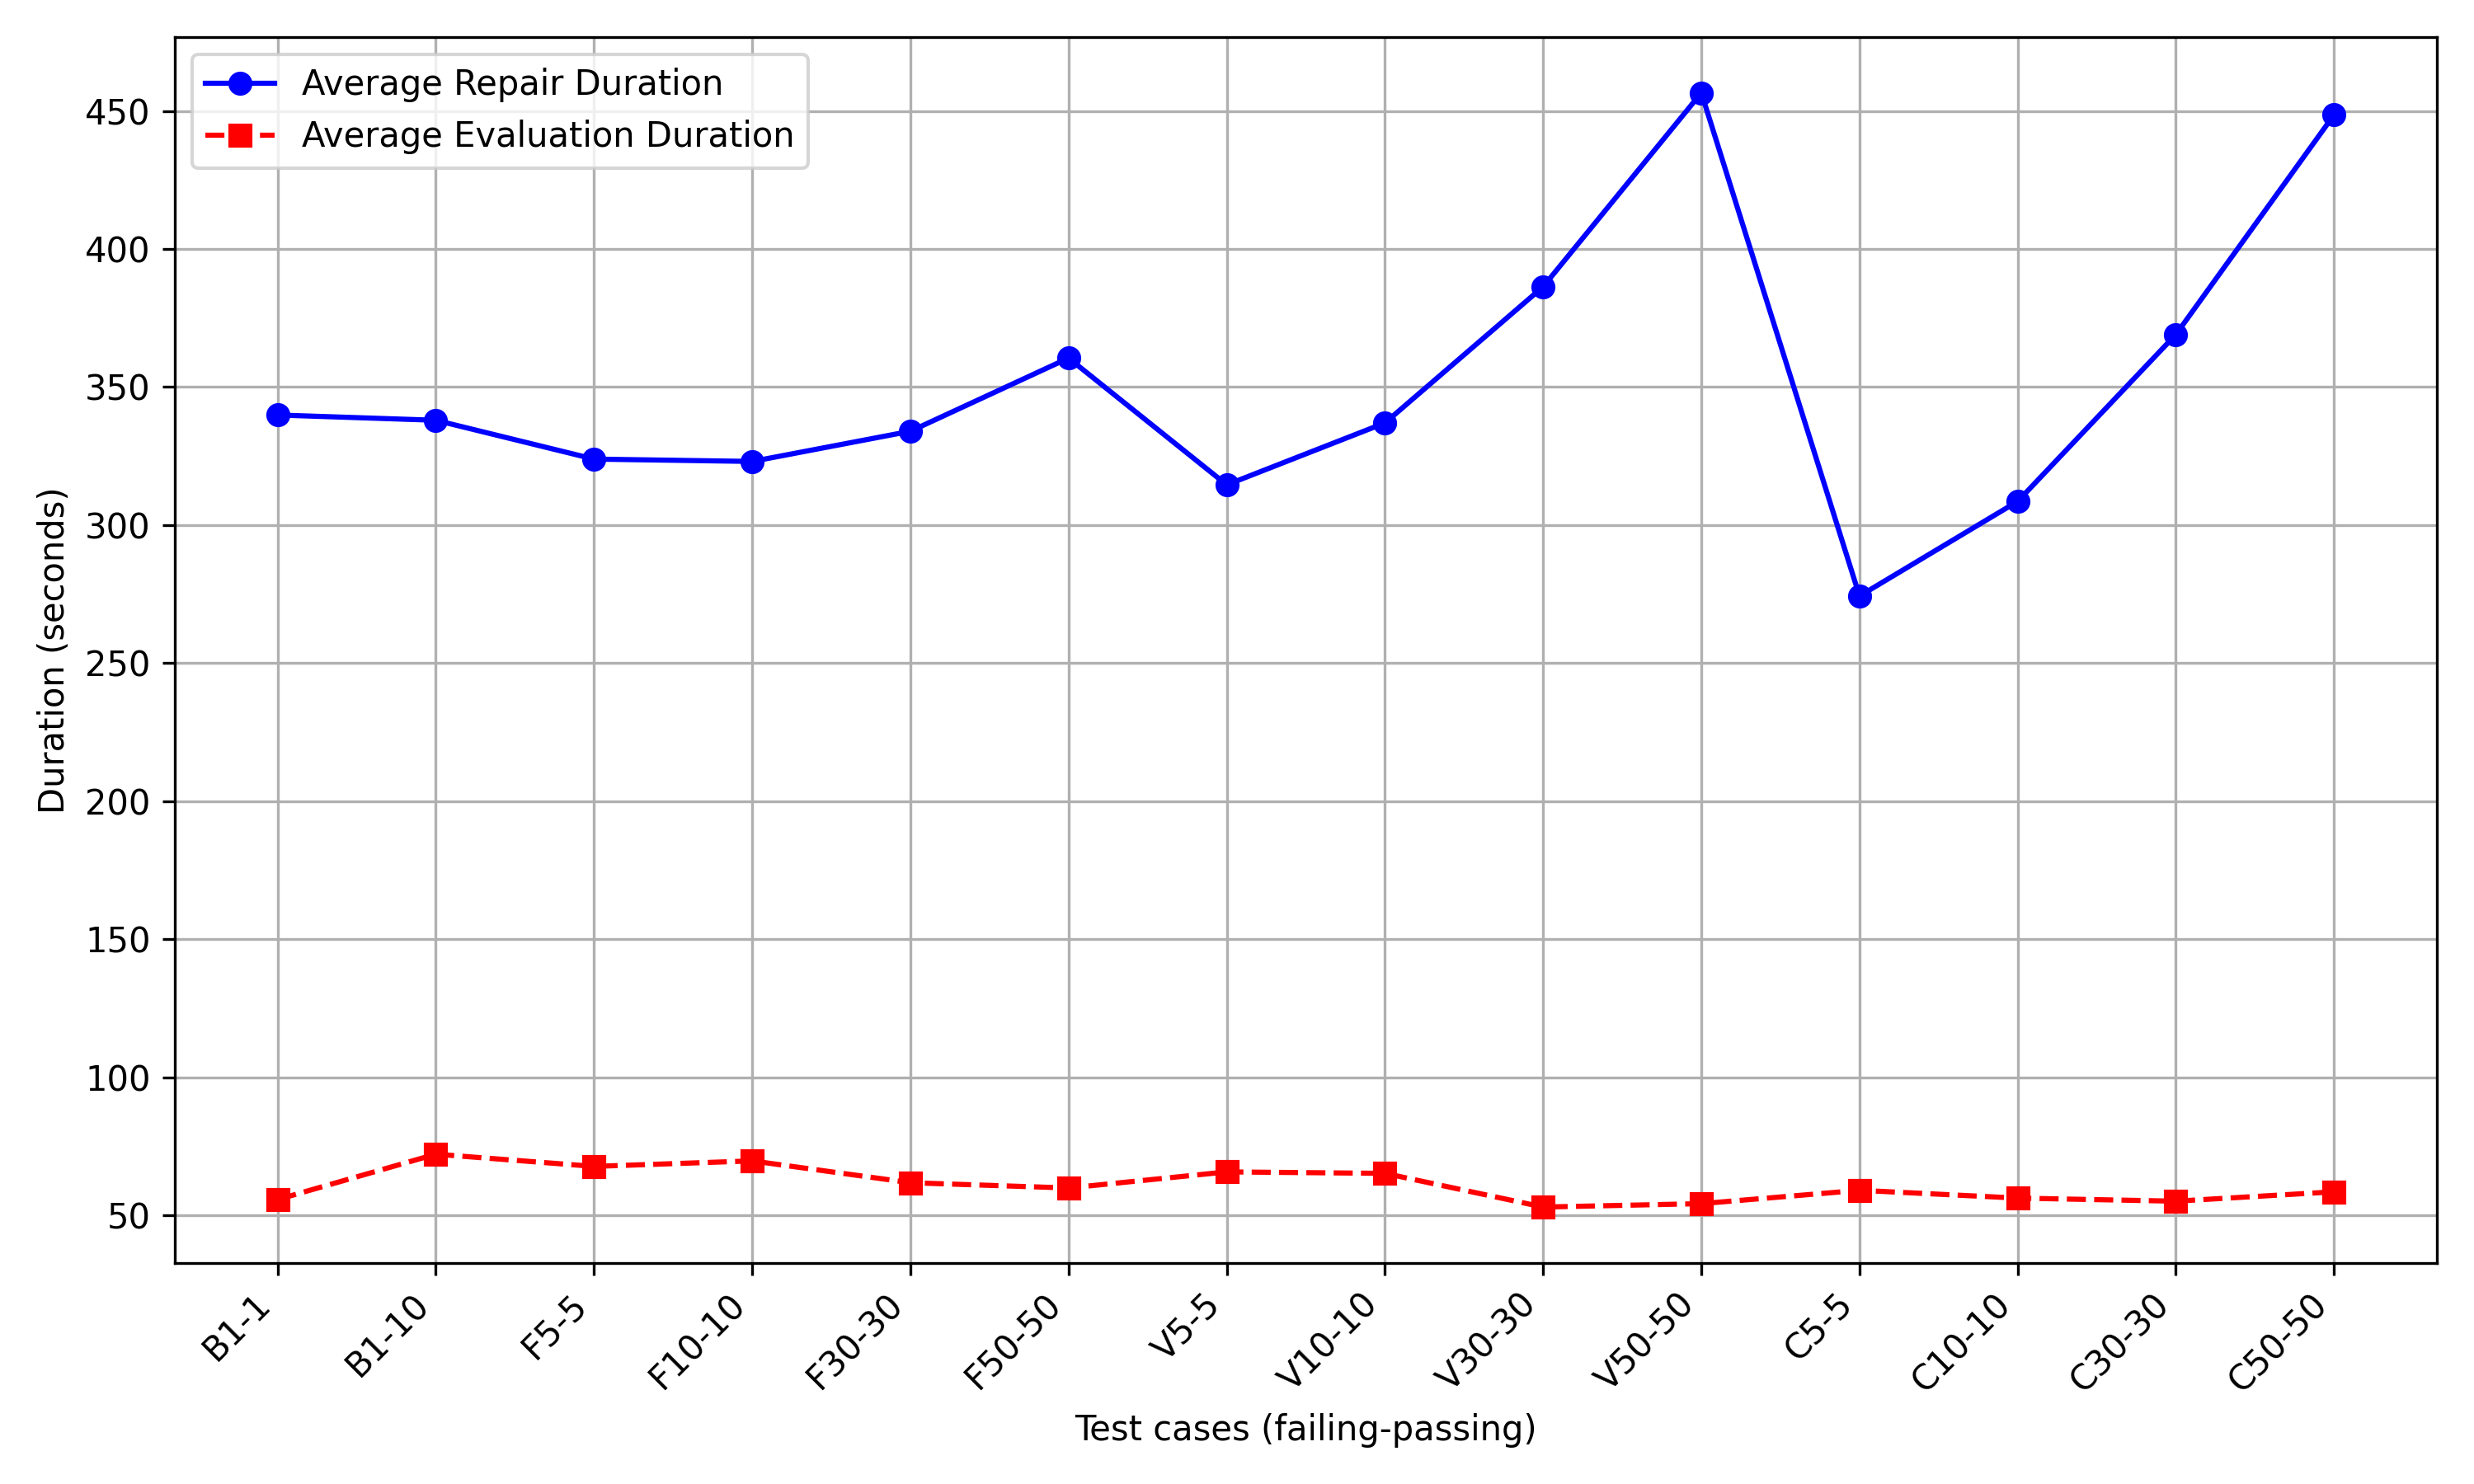 Average Repair Duration
Average Evaluation Duration
450
400
350
300
250
200
150
100
50
Duration (seconds)
B1-1
B1-10
F5-5
F10-10
F30-30
F50-50
V5-5
V10-10
V30-30
V50-50
C5-5
C10-10
C30-30
C50-50
Test cases (failing-passing)